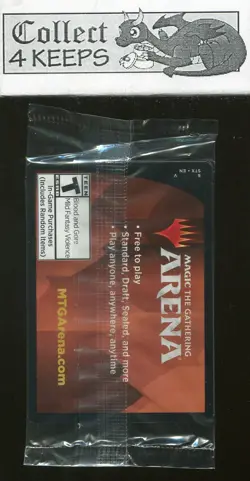 Collect
4 KEEPS
MAGIC THE GATHERING
ARENA
• Free to play
• Standard, Draft, Sealed, and more
• Play anyone, anywhere, anytime
MTGArena.com
TEEN
T
Blood and Gore
Mild Fantasy Violence
In-Game Purchases
(Includes Random Items)